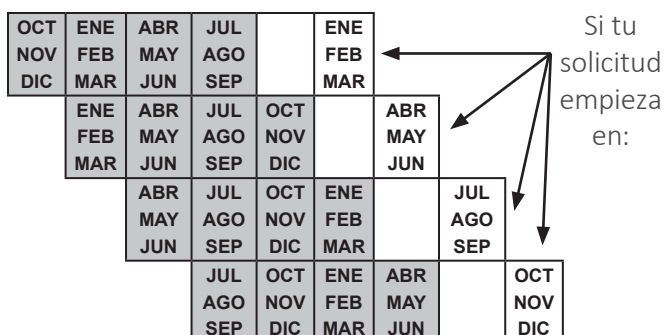 OCT ENE ABR JUL ENE
NOV FEB MAY AGO FEB
DIC MAR JUN SEP MAR
ENE ABR JUL OCT ABR
FEB MAY AGO NOV MAY
MAR JUN SEP DIC JUN
ABR JUL OCT ENE JUL
MAY AGO NOV FEB AGO
JUN SEP DIC MAR SEP
JUL OCT ENE ABR OCT
AGO NOV FEB MAY NOV
SEP DIC MAR JUN DIC
Si tu
solicitud
empieza
en: